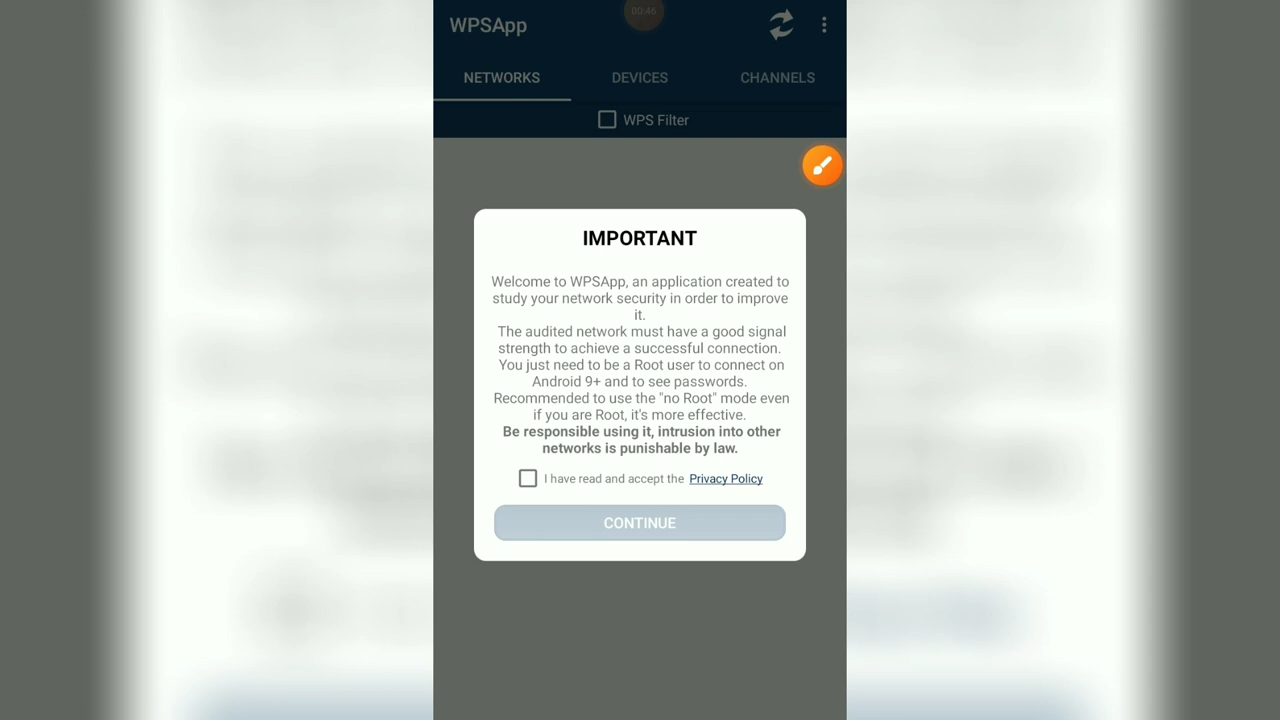 00:46
WPSApp
NETWORKS DEVICES CHANNELS
WPS Filter
IMPORTANT
Welcome to WPSApp, an application created to
study your network security in order to improve
it.
The audited network must have a good signal
strength to achieve a successful connection.
You just need to be a Root user to connect on
Android 9+ and to see passwords.
Recommended to use the "no Root" mode even
if you are Root, it's more effective.
Be responsible using it, intrusion into other
networks is punishable by law.
I have read and accept the Privacy Policy
CONTINUE